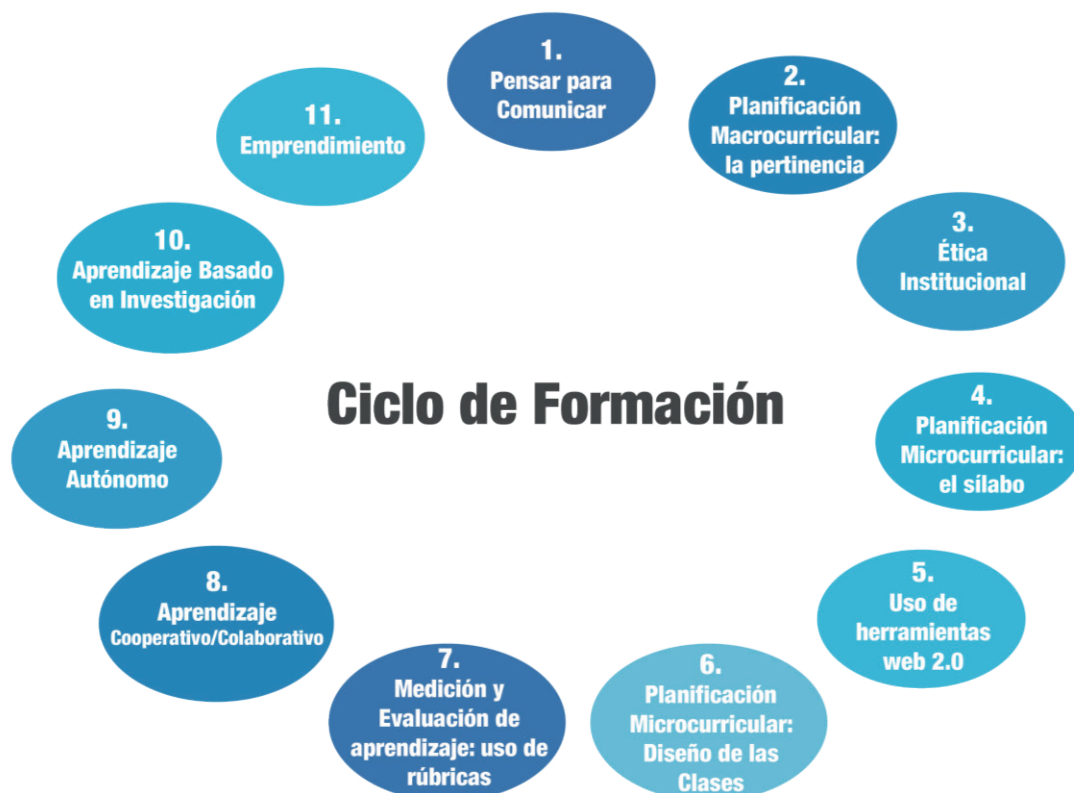 1.
Pensar para
Comunicar
2.
Planificación
Macrocurricular:
la pertinencia
3.
Ética
Institucional
4.
Planificación
Microcurricular:
el sílabo
5.
Uso de
herramientas
web 2.0
6.
Planificación
Microcurricular:
Diseño de las
Clases
7.
Medición y
Evaluación de
aprendizaje: uso de
rúbricas
8.
Aprendizaje
Cooperativo/Colaborativo
9.
Aprendizaje
Autónomo
10.
Aprendizaje Basado
en Investigación
11.
Emprendimiento
Ciclo de Formación